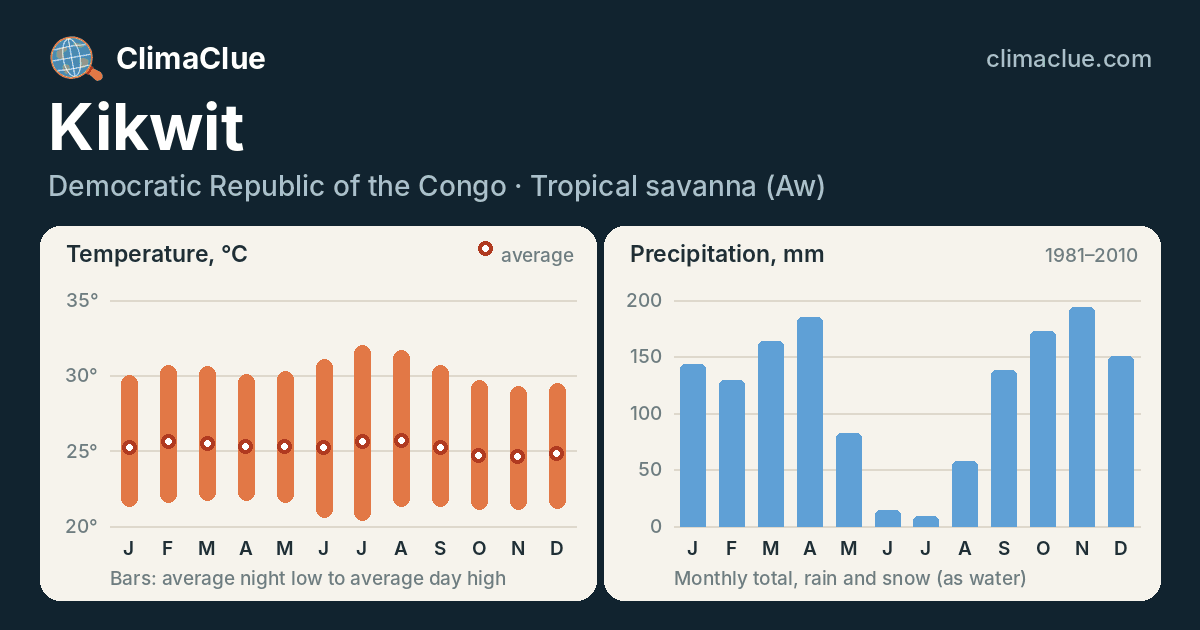 ClimaClue
climaclue.com
Kikwit
Democratic Republic of the Congo · Tropical savanna (Aw)
Temperature, °C
average
35°
30°
25°
20°
J F M A M J J A S O N D
Bars: average night low to average day high
Precipitation, mm
1981–2010
200
150
100
50
0
J F M A M J J A S O N D
Monthly total, rain and snow (as water)